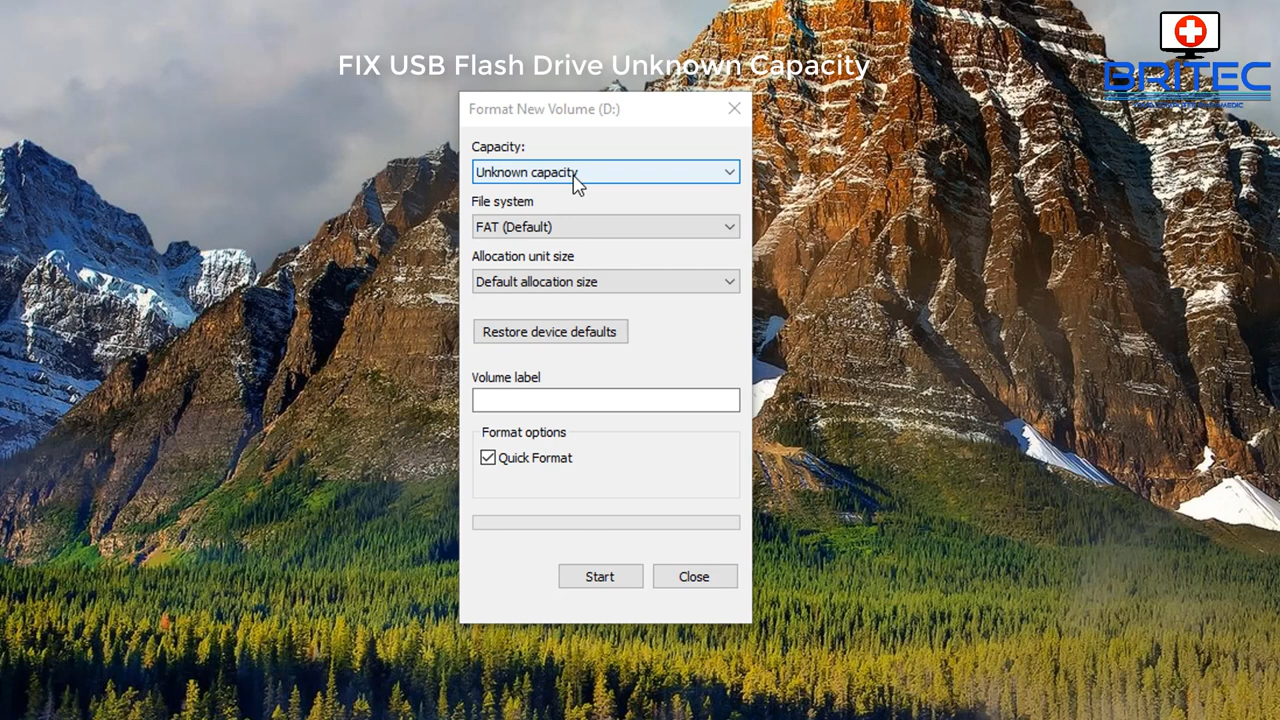 FIX USB Flash Drive Unknown Capacity
BRITEC
Format New Volume (D:)
Capacity:
Unknown capacity
File system
FAT (Default)
Allocation unit size
Default allocation size
Restore device defaults
Volume label
Format options
Quick Format
Start
Close